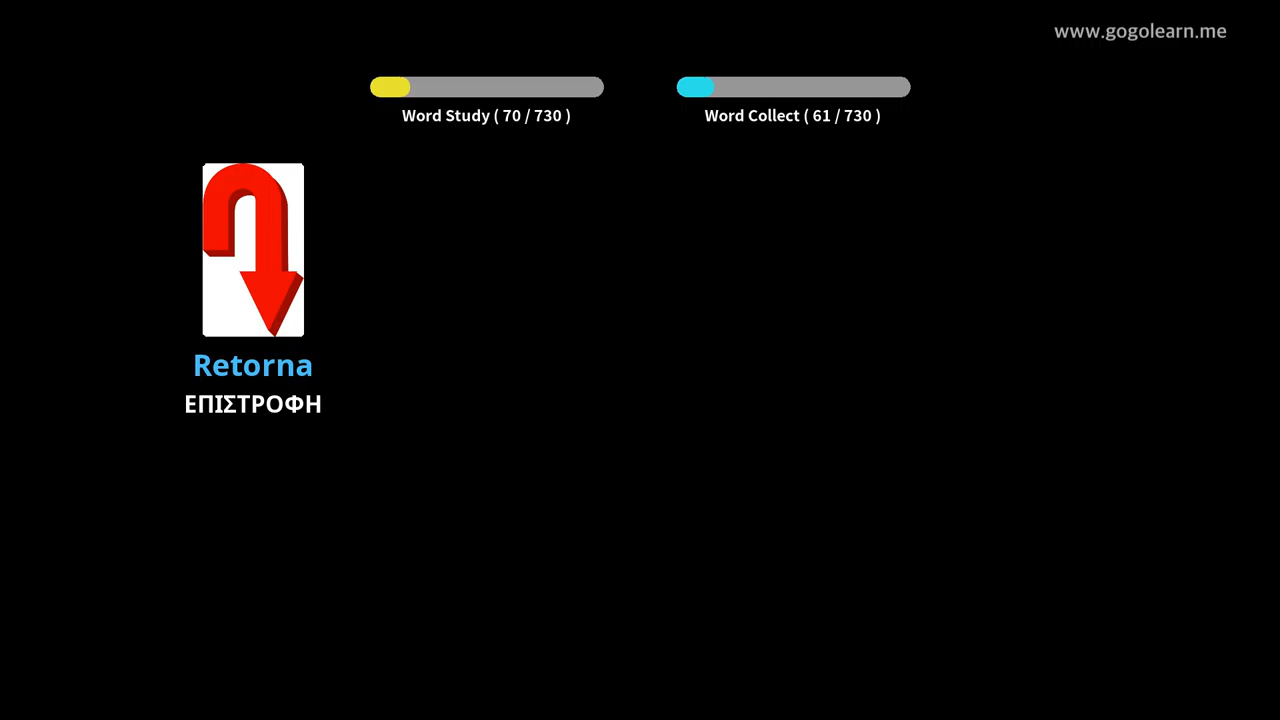 www.gogolearn.me
Word Study ( 70 / 730 )
Word Collect ( 61 / 730 )
Retorna
ΕΠΙΣΤΡΟΦΗ